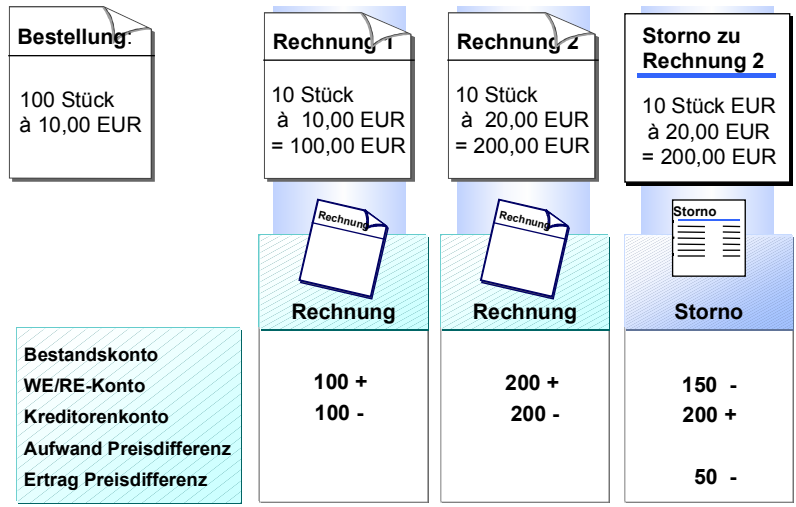 Bestellung:
100 Stück
à 10,00 EUR
Rechnung 1
10 Stück
à 10,00 EUR
= 100,00 EUR
Rechnung 2
10 Stück
à 20,00 EUR
= 200,00 EUR
Storno zu
Rechnung 2
10 Stück EUR
à 20,00 EUR
= 200,00 EUR
Rechnung
Rechnung
Storno
Rechnung
Rechnung
Storno
Bestandskonto
WE/RE-Konto 100 + 200 + 150 -
Kreditorenkonto 100 - 200 - 200 +
Aufwand Preisdifferenz
Ertrag Preisdifferenz 50 -